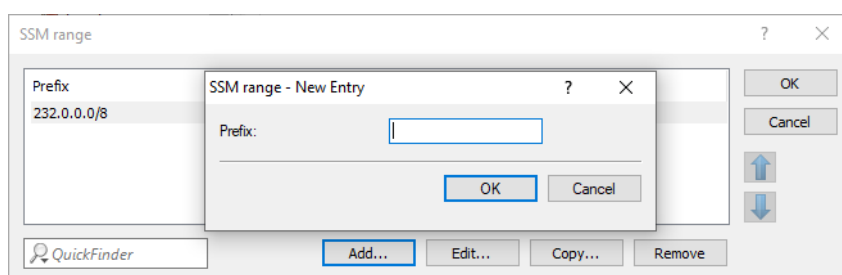 SSM range
?
Prefix
232.0.0.0/8
SSM range - New Entry
?
Prefix:
OK
Cancel
OK
Cancel
QuickFinder
Add...
Edit...
Copy...
Remove